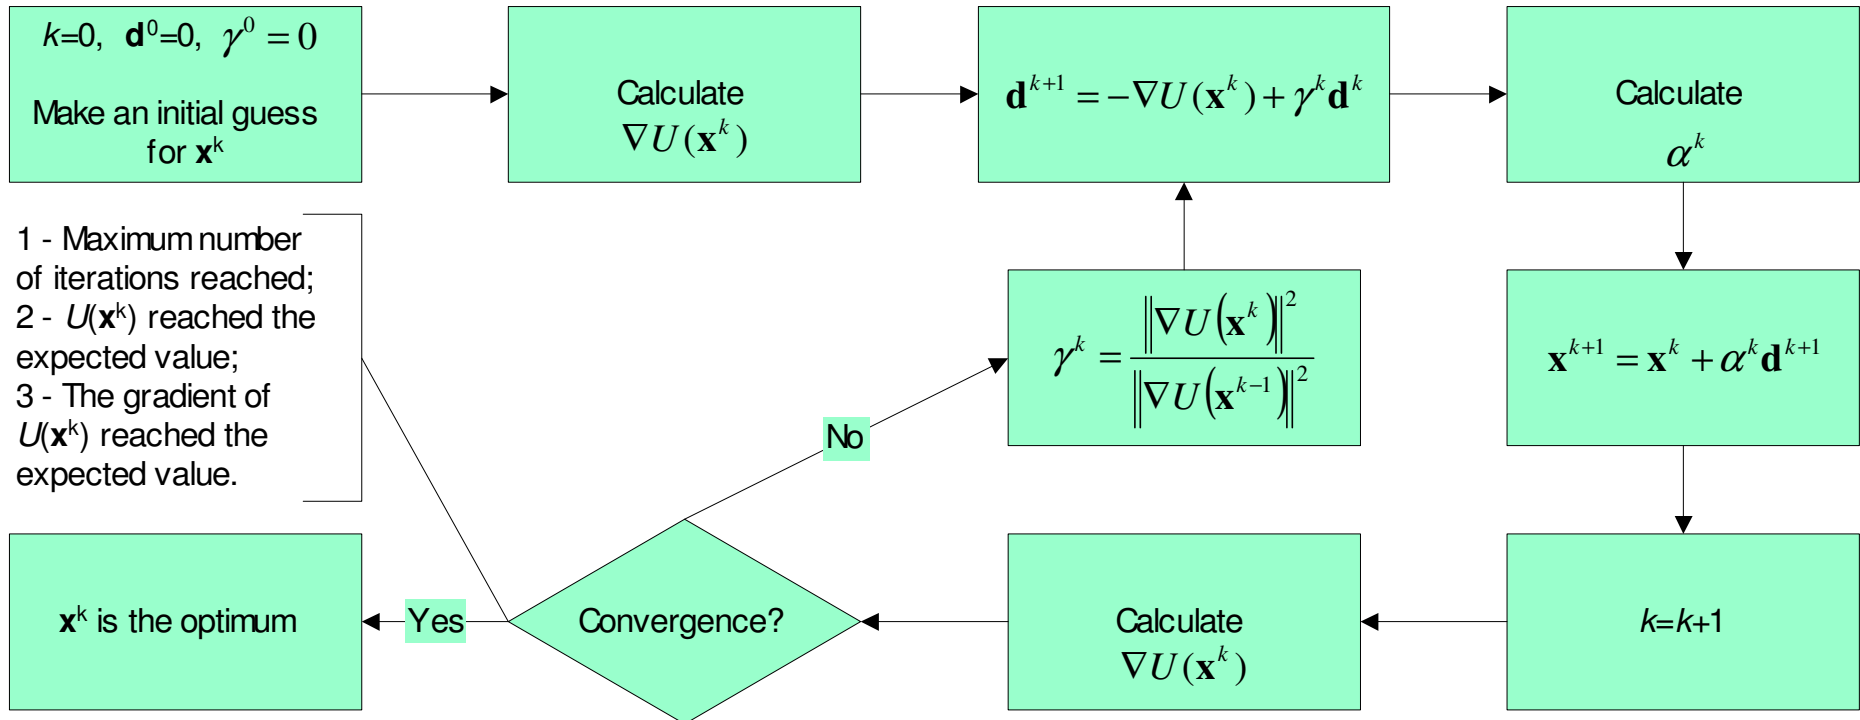 k=0, d⁰=0, γ⁰ = 0
Make an initial guess
for xᵏ
Calculate
∇U(xᵏ)
dᵏ⁺¹ = −∇U(xᵏ) + γᵏdᵏ
Calculate
αᵏ
1 - Maximum number
of iterations reached;
2 - U(xᵏ) reached the
expected value;
3 - The gradient of
U(xᵏ) reached the
expected value.
γᵏ = ‖∇U(xᵏ)‖² / ‖∇U(xᵏ⁻¹)‖²
xᵏ⁺¹ = xᵏ + αᵏdᵏ⁺¹
No
xᵏ is the optimum
Yes
Convergence?
Calculate
∇U(xᵏ)
k=k+1